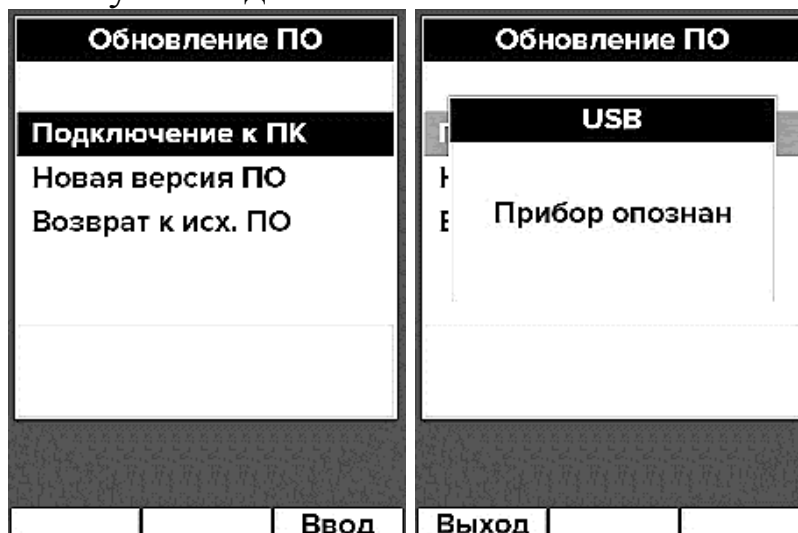 Обновление ПО
Подключение к ПК
Новая версия ПО
Возврат к исх. ПО
Ввод
Обновление ПО
USB
Прибор опознан
Выход